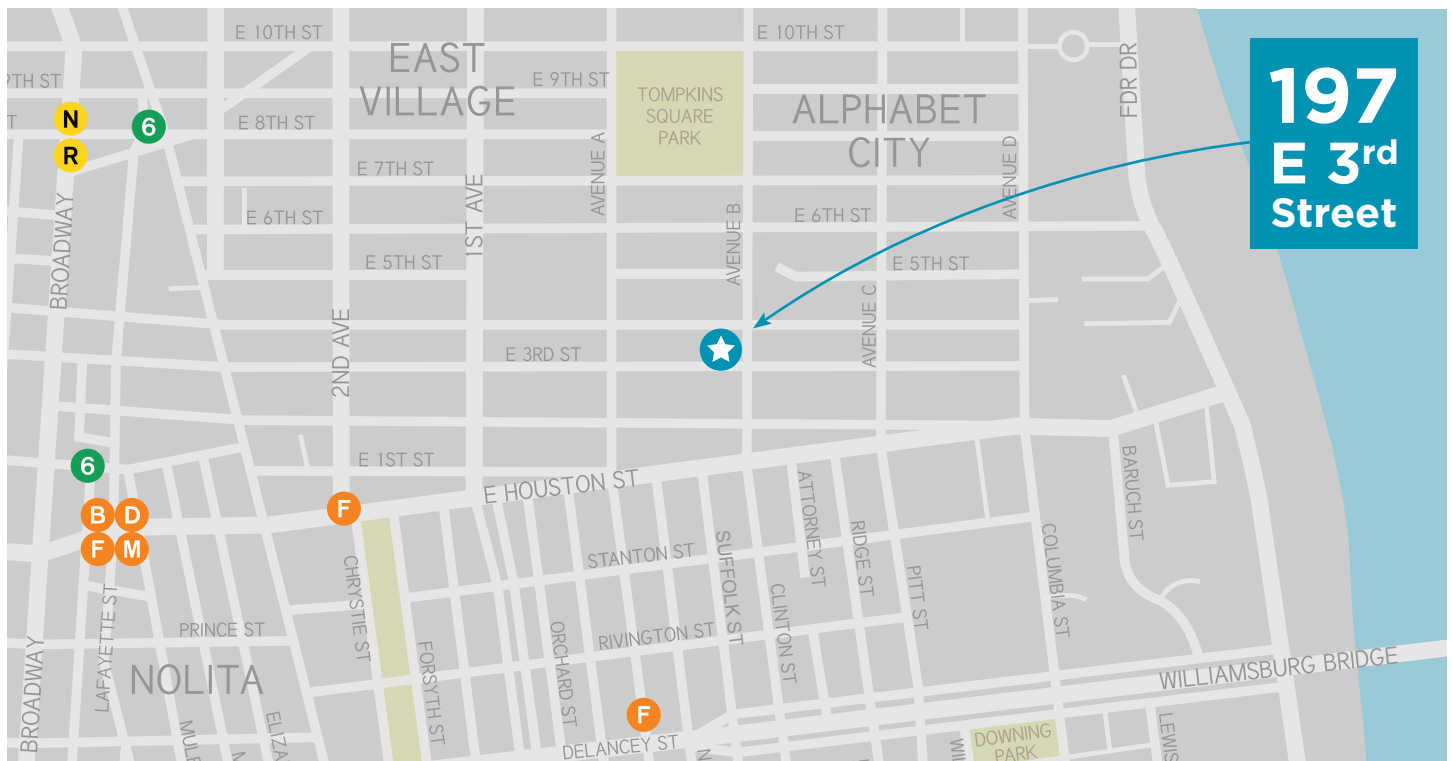 E 10TH ST
E 10TH ST
EAST
VILLAGE
9TH ST
E 9TH ST
TOMPKINS
SQUARE
PARK
ALPHABET
CITY
FDR DR
197
E 3rd
Street
N
R
6
T
E 8TH ST
E 7TH ST
AVENUE A
AVENUE D
E 6TH ST
E 6TH ST
1ST AVE
AVENUE B
BROADWAY
E 5TH ST
E 5TH ST
AVENUE C
2ND AVE
E 3RD ST
E 1ST ST
6
E HOUSTON ST
F
B
D
F
M
BARUCH ST
ATTORNEY ST
RIDGE ST
COLUMBIA ST
STANTON ST
SUFFOLK ST
CLINTON ST
PITT ST
CHRYSTIE ST
LAFAYETTE ST
PRINCE ST
FORSYTH ST
ORCHARD ST
RIVINGTON ST
NOLITA
BROADWAY
WILLIAMSBURG BRIDGE
F
DELANCEY ST
DOWNING
PARK
MULB
N
ELIZA
N
WIL
LEWIS